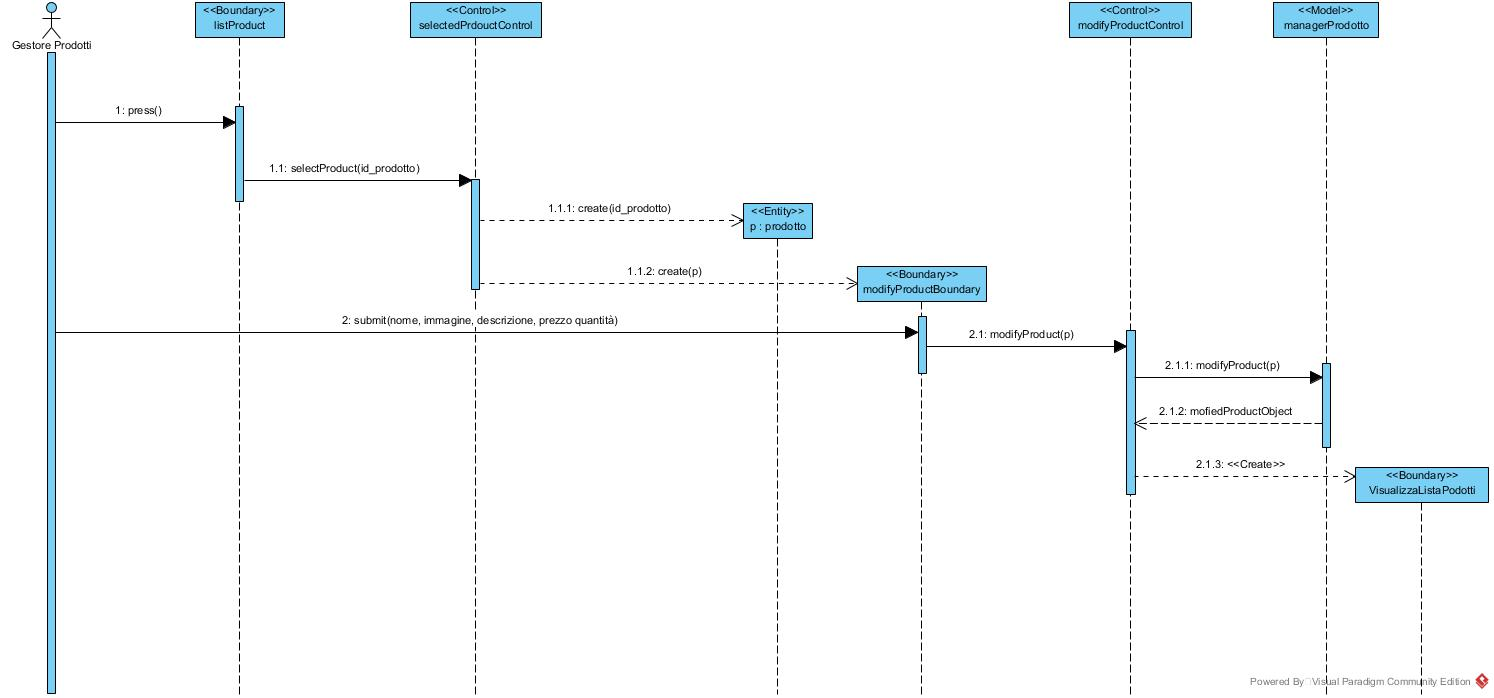 <<Boundary>>
listProduct
<<Control>>
selectedPrdouctControl
<<Control>>
modifyProductControl
<<Model>>
managerProdotto
Gestore Prodotti
1: press()
1.1: selectProduct(id_prodotto)
1.1.1: create(id_prodotto)
<<Entity>>
p : prodotto
1.1.2: create(p)
<<Boundary>>
modifyProductBoundary
2: submit(nome, immagine, descrizione, prezzo quantità)
2.1: modifyProduct(p)
2.1.1: modifyProduct(p)
2.1.2: mofiedProductObject
2.1.3: <<Create>>
<<Boundary>>
VisualizzaListaPodotti
Powered By Visual Paradigm Community Edition